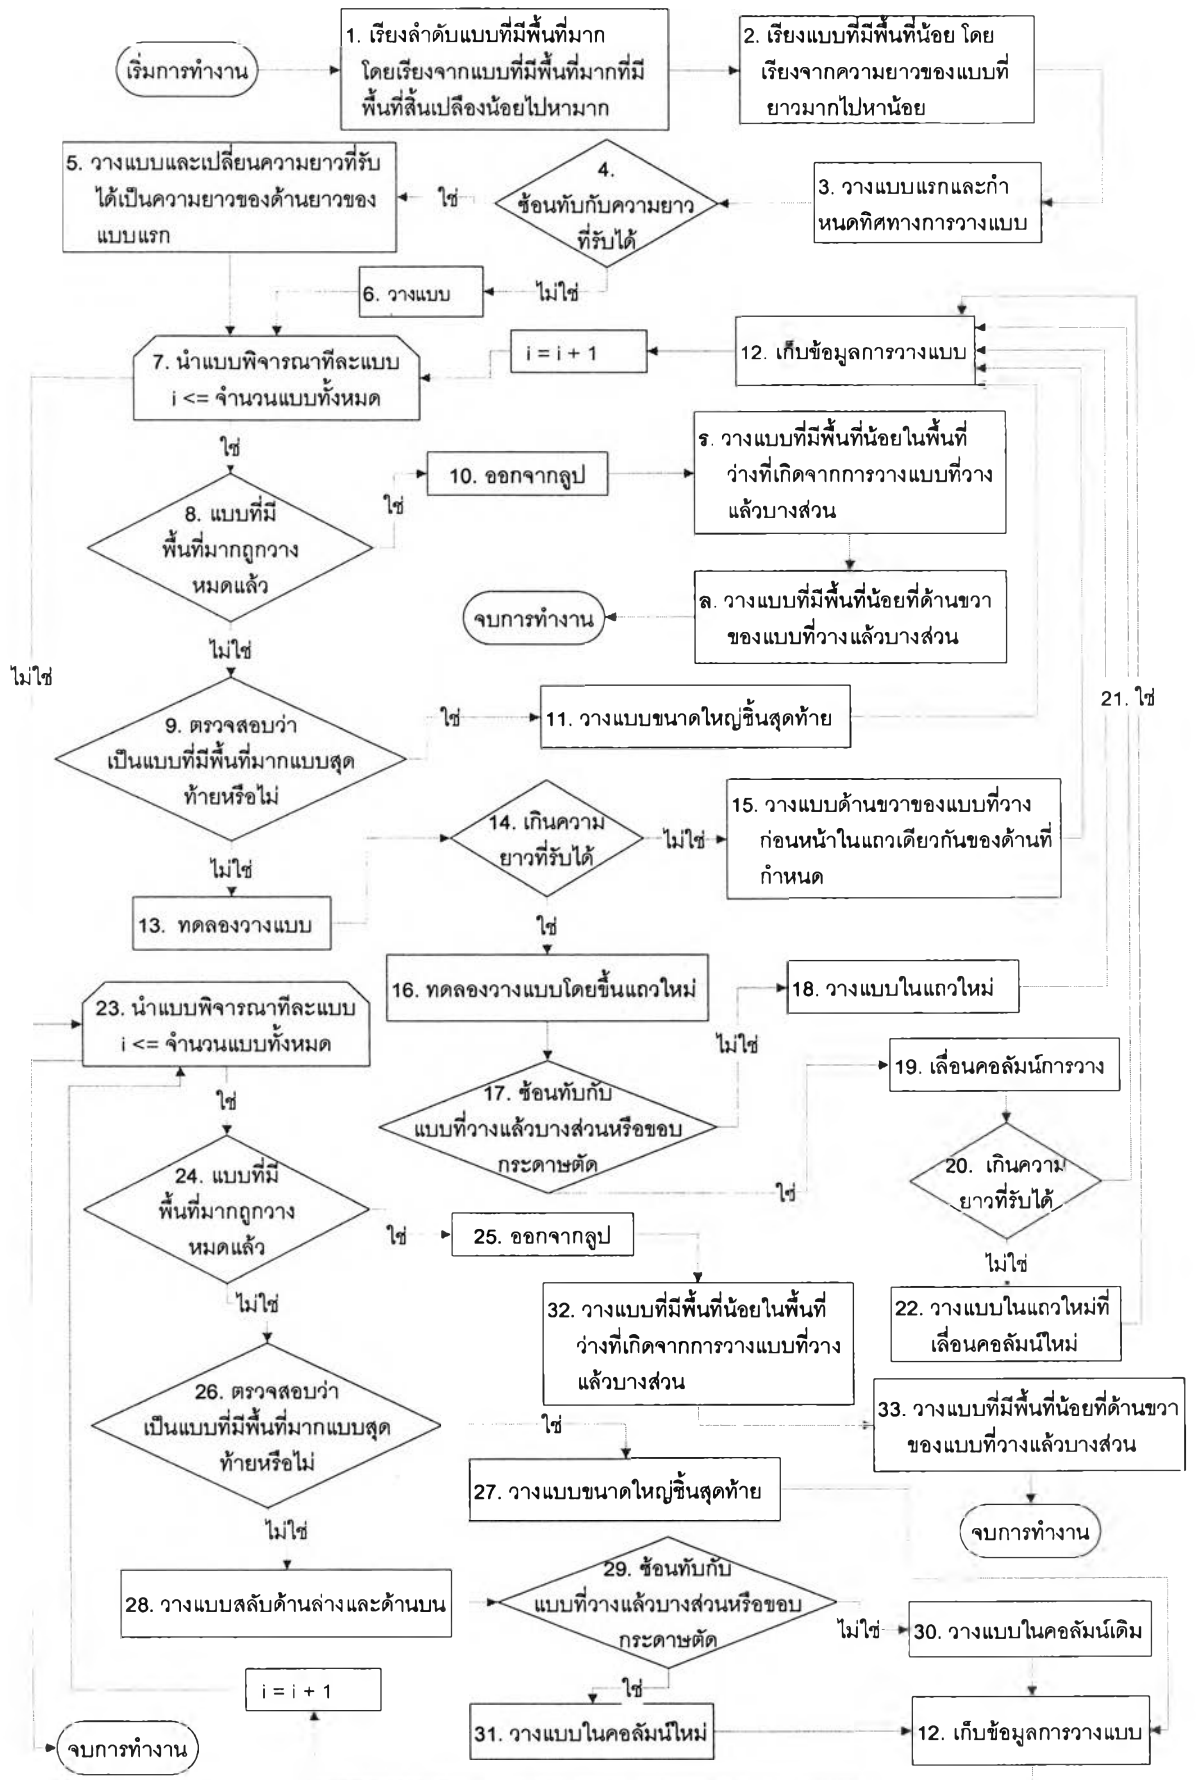 เริ่มการทำงาน
1. เรียงลำดับแบบที่มีพื้นที่มาก
โดยเรียงจากแบบที่มีพื้นที่มากที่มี
พื้นที่สิ้นเปลืองน้อยไปหามาก
2. เรียงแบบที่มีพื้นที่น้อย โดย
เรียงจากความยาวของแบบที่
ยาวมากไปหาน้อย
3. วางแบบแรกและกำ
หนดทิศทางการวางแบบ
4.
ซ้อนทับกับความยาว
ที่รับได้
ใช่
5. วางแบบและเปลี่ยนความยาวที่รับ
ได้เป็นความยาวของด้านยาวของ
แบบแรก
ไม่ใช่
6. วางแบบ
7. นำแบบพิจารณาทีละแบบ
i <= จำนวนแบบทั้งหมด
i = i + 1
12. เก็บข้อมูลการวางแบบ
ใช่
8. แบบที่มี
พื้นที่มากถูกวาง
หมดแล้ว
ใช่
10. ออกจากลูป
ร. วางแบบที่มีพื้นที่น้อยในพื้นที่
ว่างที่เกิดจากการวางแบบที่วาง
แล้วบางส่วน
ล. วางแบบที่มีพื้นที่น้อยที่ด้านขวา
ของแบบที่วางแล้วบางส่วน
จบการทำงาน
ไม่ใช่
ไม่ใช่
9. ตรวจสอบว่า
เป็นแบบที่มีพื้นที่มากแบบสุด
ท้ายหรือไม่
ใช่
11. วางแบบขนาดใหญ่ชิ้นสุดท้าย
21. ใช่
ไม่ใช่
13. ทดลองวางแบบ
14. เกินความ
ยาวที่รับได้
ไม่ใช่
15. วางแบบด้านขวาของแบบที่วาง
ก่อนหน้าในแถวเดียวกันของด้านที่
กำหนด
ใช่
16. ทดลองวางแบบโดยขึ้นแถวใหม่
17. ซ้อนทับกับ
แบบที่วางแล้วบางส่วนหรือขอบ
กระดาษตัด
ไม่ใช่
18. วางแบบในแถวใหม่
ใช่
19. เลื่อนคอลัมน์การวาง
20. เกินความ
ยาวที่รับได้
ไม่ใช่
22. วางแบบในแถวใหม่ที่
เลื่อนคอลัมน์ใหม่
23. นำแบบพิจารณาทีละแบบ
i <= จำนวนแบบทั้งหมด
ใช่
24. แบบที่มี
พื้นที่มากถูกวาง
หมดแล้ว
ใช่
25. ออกจากลูป
32. วางแบบที่มีพื้นที่น้อยในพื้นที่
ว่างที่เกิดจากการวางแบบที่วาง
แล้วบางส่วน
33. วางแบบที่มีพื้นที่น้อยที่ด้านขวา
ของแบบที่วางแล้วบางส่วน
จบการทำงาน
ไม่ใช่
26. ตรวจสอบว่า
เป็นแบบที่มีพื้นที่มากแบบสุด
ท้ายหรือไม่
ใช่
27. วางแบบขนาดใหญ่ชิ้นสุดท้าย
ไม่ใช่
28. วางแบบสลับด้านล่างและด้านบน
29. ซ้อนทับกับ
แบบที่วางแล้วบางส่วนหรือขอบ
กระดาษตัด
ไม่ใช่
30. วางแบบในคอลัมน์เดิม
ใช่
31. วางแบบในคอลัมน์ใหม่
12. เก็บข้อมูลการวางแบบ
i = i + 1
จบการทำงาน